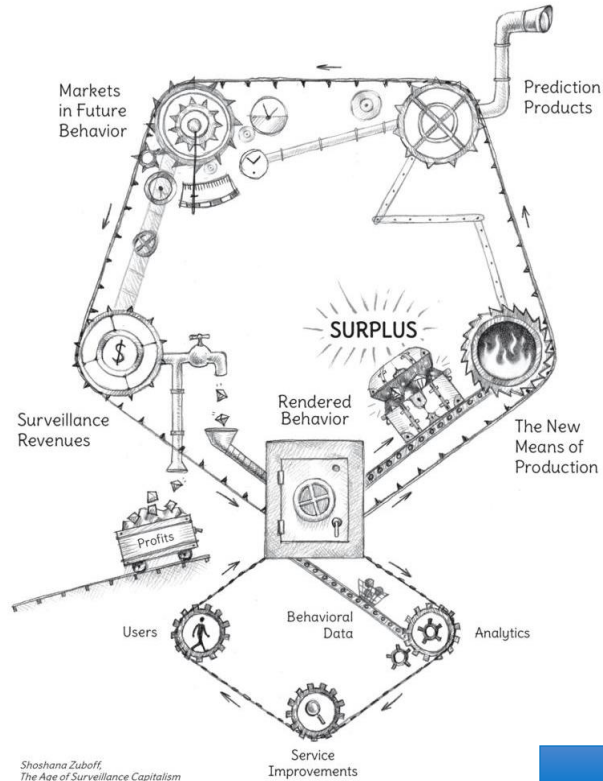 Markets
in Future
Behavior
Prediction
Products
SURPLUS
$
Rendered
Behavior
Surveillance
Revenues
The New
Means of
Production
Profits
Users
Behavioral
Data
Analytics
Service
Improvements
Shoshana Zuboff,
The Age of Surveillance Capitalism